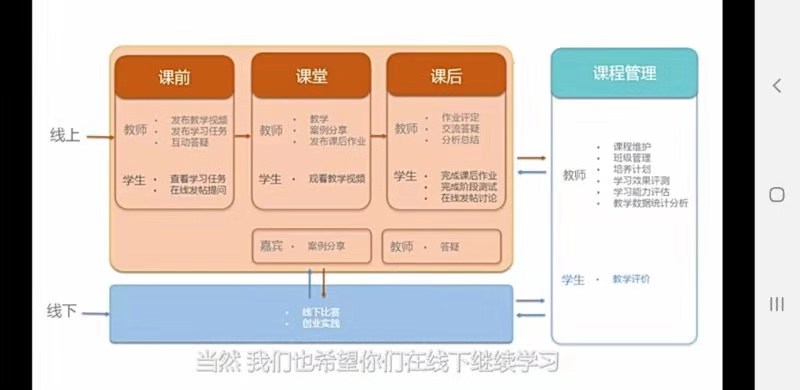 课前
课堂
课后
课程管理
线上
教师
• 发布教学视频
• 发布学习任务
• 互动答疑
学生
• 查看学习任务
• 在线发帖提问
教师
• 教学
• 案例分享
• 发布课后作业
学生
• 观看教学视频
教师
• 作业评定
• 交流答疑
• 分析总结
学生
• 完成课后作业
• 完成阶段测试
• 在线发帖讨论
嘉宾 • 案例分享
教师 • 答疑
教师
• 课程维护
• 班级管理
• 培养计划
• 学习效果评测
• 学习能力评估
• 教学数据统计分析
学生 • 教学评价
线下
• 线下比赛
• 创业实践
当然 我们也希望你们在线下继续学习